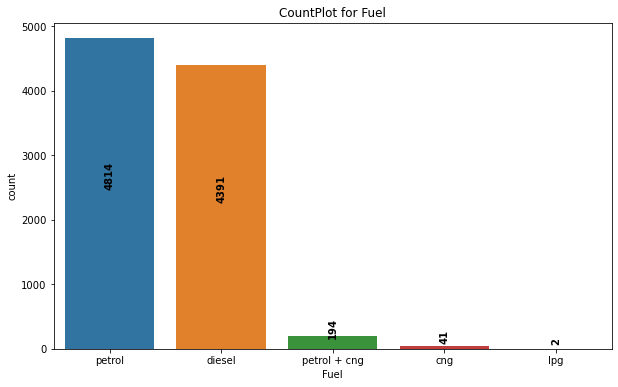 CountPlot for Fuel
5000
4000
3000
2000
1000
0
count
4814
4391
194
41
2
petrol
diesel
petrol + cng
cng
lpg
Fuel